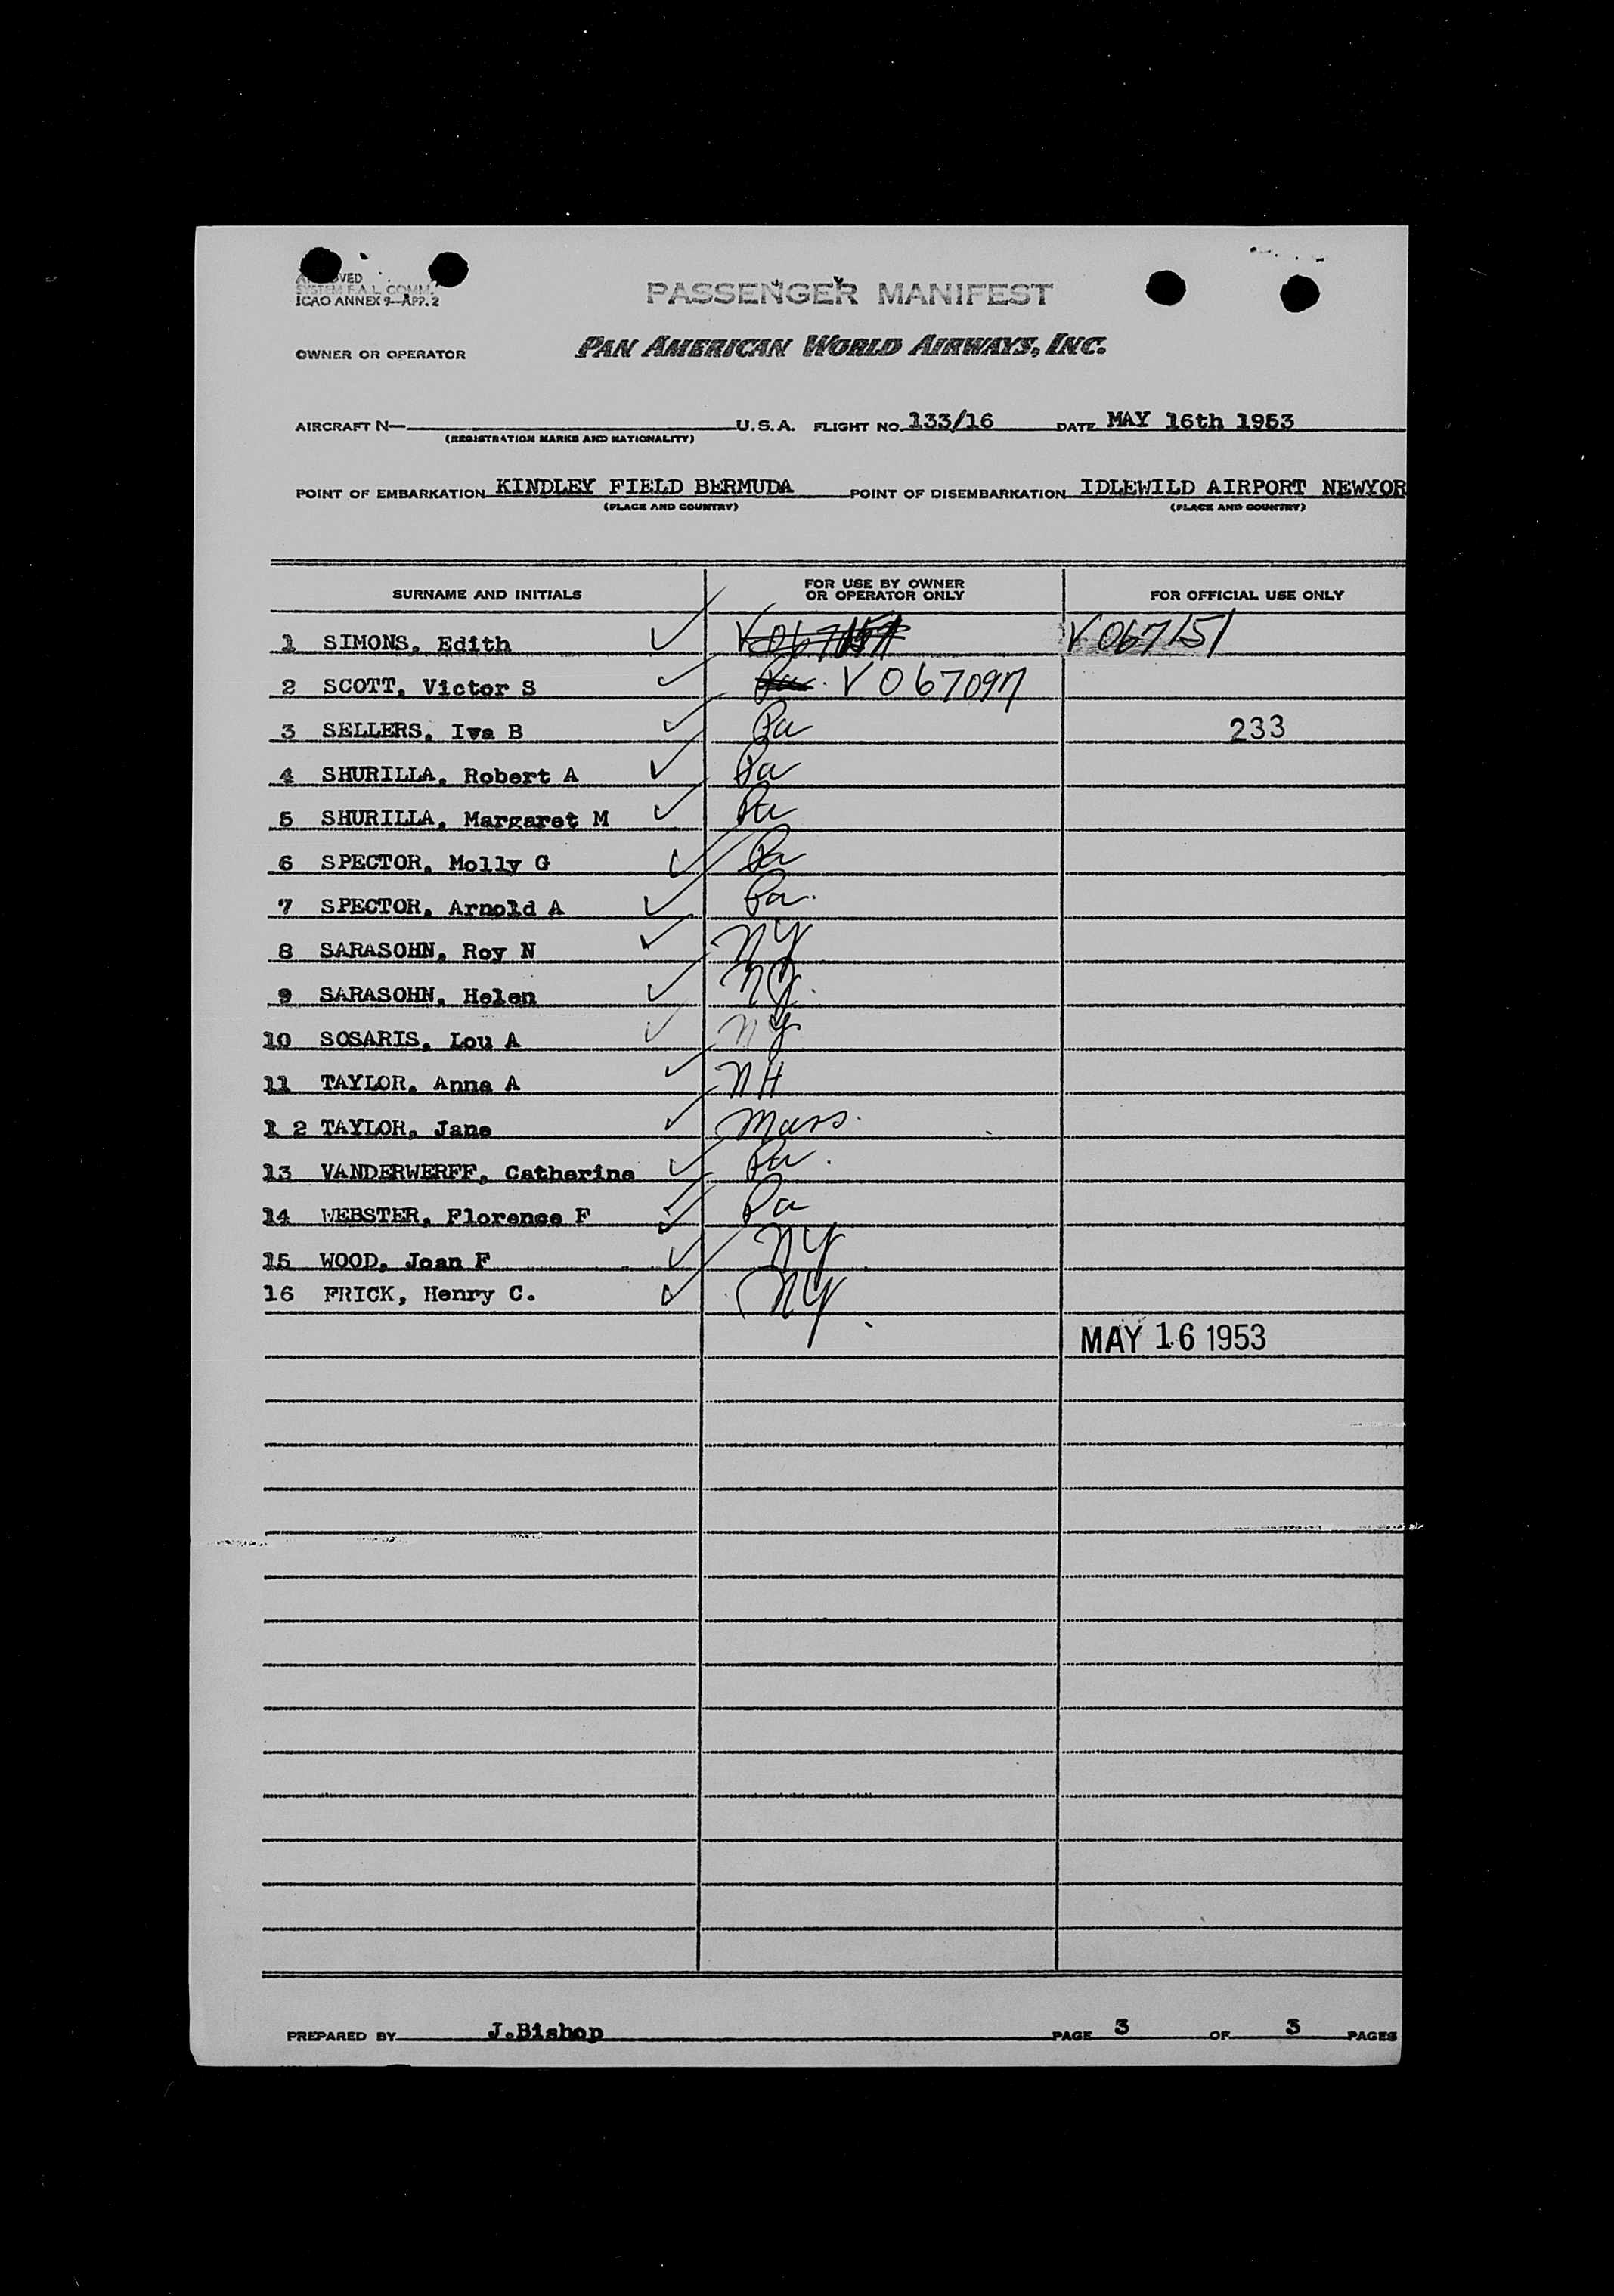 APPROVED
SYSTEM F.A.L. COMM.
ICAO ANNEX 9—APP. 2
PASSENGER MANIFEST
OWNER OR OPERATOR PAN AMERICAN WORLD AIRWAYS, INC.
AIRCRAFT N— U.S.A. FLIGHT NO. 133/16 DATE MAY 16th 1953
(REGISTRATION MARKS AND NATIONALITY)
POINT OF EMBARKATION KINDLEY FIELD BERMUDA POINT OF DISEMBARKATION IDLEWILD AIRPORT NEWYOR
(PLACE AND COUNTRY) (PLACE AND COUNTRY)
SURNAME AND INITIALS FOR USE BY OWNER OR OPERATOR ONLY FOR OFFICIAL USE ONLY
1 SIMONS, Edith V067151
2 SCOTT, Victor S V 067097
3 SELLERS, Iva B Pa 233
4 SHURILLA, Robert A Pa
5 SHURILLA, Margaret M Pa
6 SPECTOR, Molly G Pa
7 SPECTOR, Arnold A Pa.
8 SARASOHN, Roy N NY
9 SARASOHN, Helen NY.
10 SOSARIS, Lou A NY
11 TAYLOR, Anna A NH
1 2 TAYLOR, Jane Mass.
13 VANDERWERFF, Catherine Pa.
14 WEBSTER, Florence F Pa
15 WOOD, Joan F NY
16 FRICK, Henry C. NY
MAY 16 1953
PREPARED BY J.Bishop PAGE 3 OF 3 PAGES